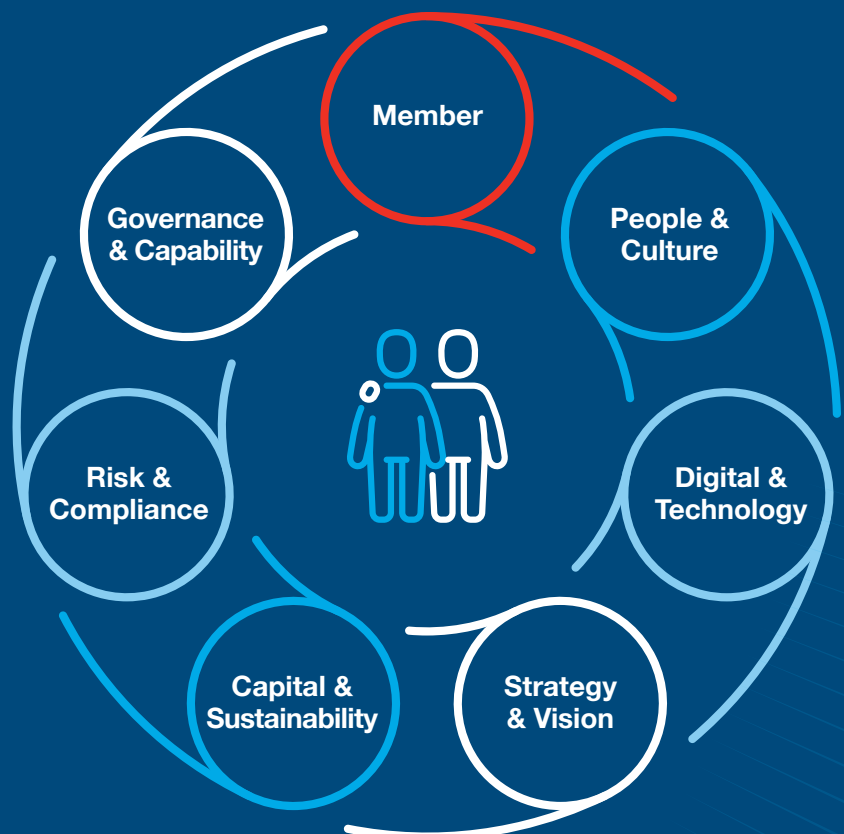 Member
People &
Culture
Digital &
Technology
Strategy
& Vision
Capital &
Sustainability
Risk &
Compliance
Governance
& Capability